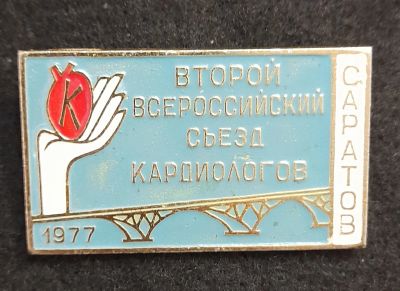 К
ВТОРОЙ
ВСЕРОССИЙСКИЙ
СЪЕЗД
КАРДИОЛОГОВ
1977
САРАТОВ